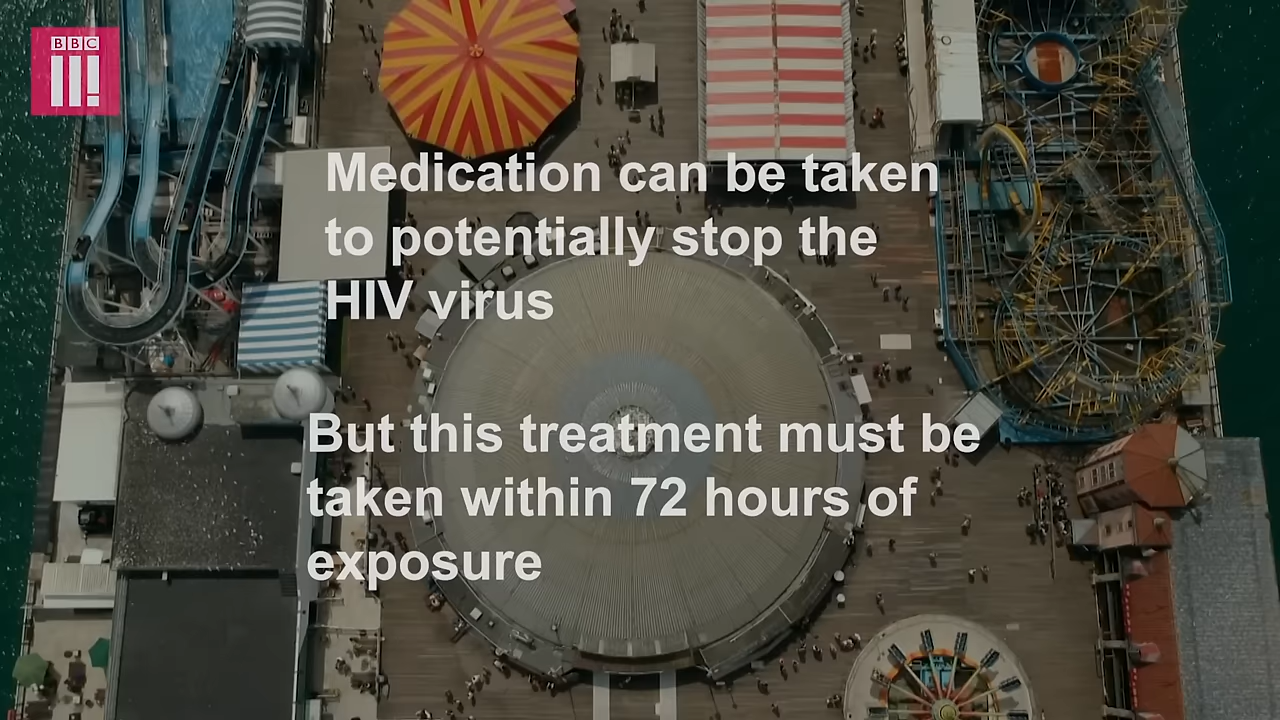 BBC
III!
Medication can be taken
to potentially stop the
HIV virus
But this treatment must be
taken within 72 hours of
exposure